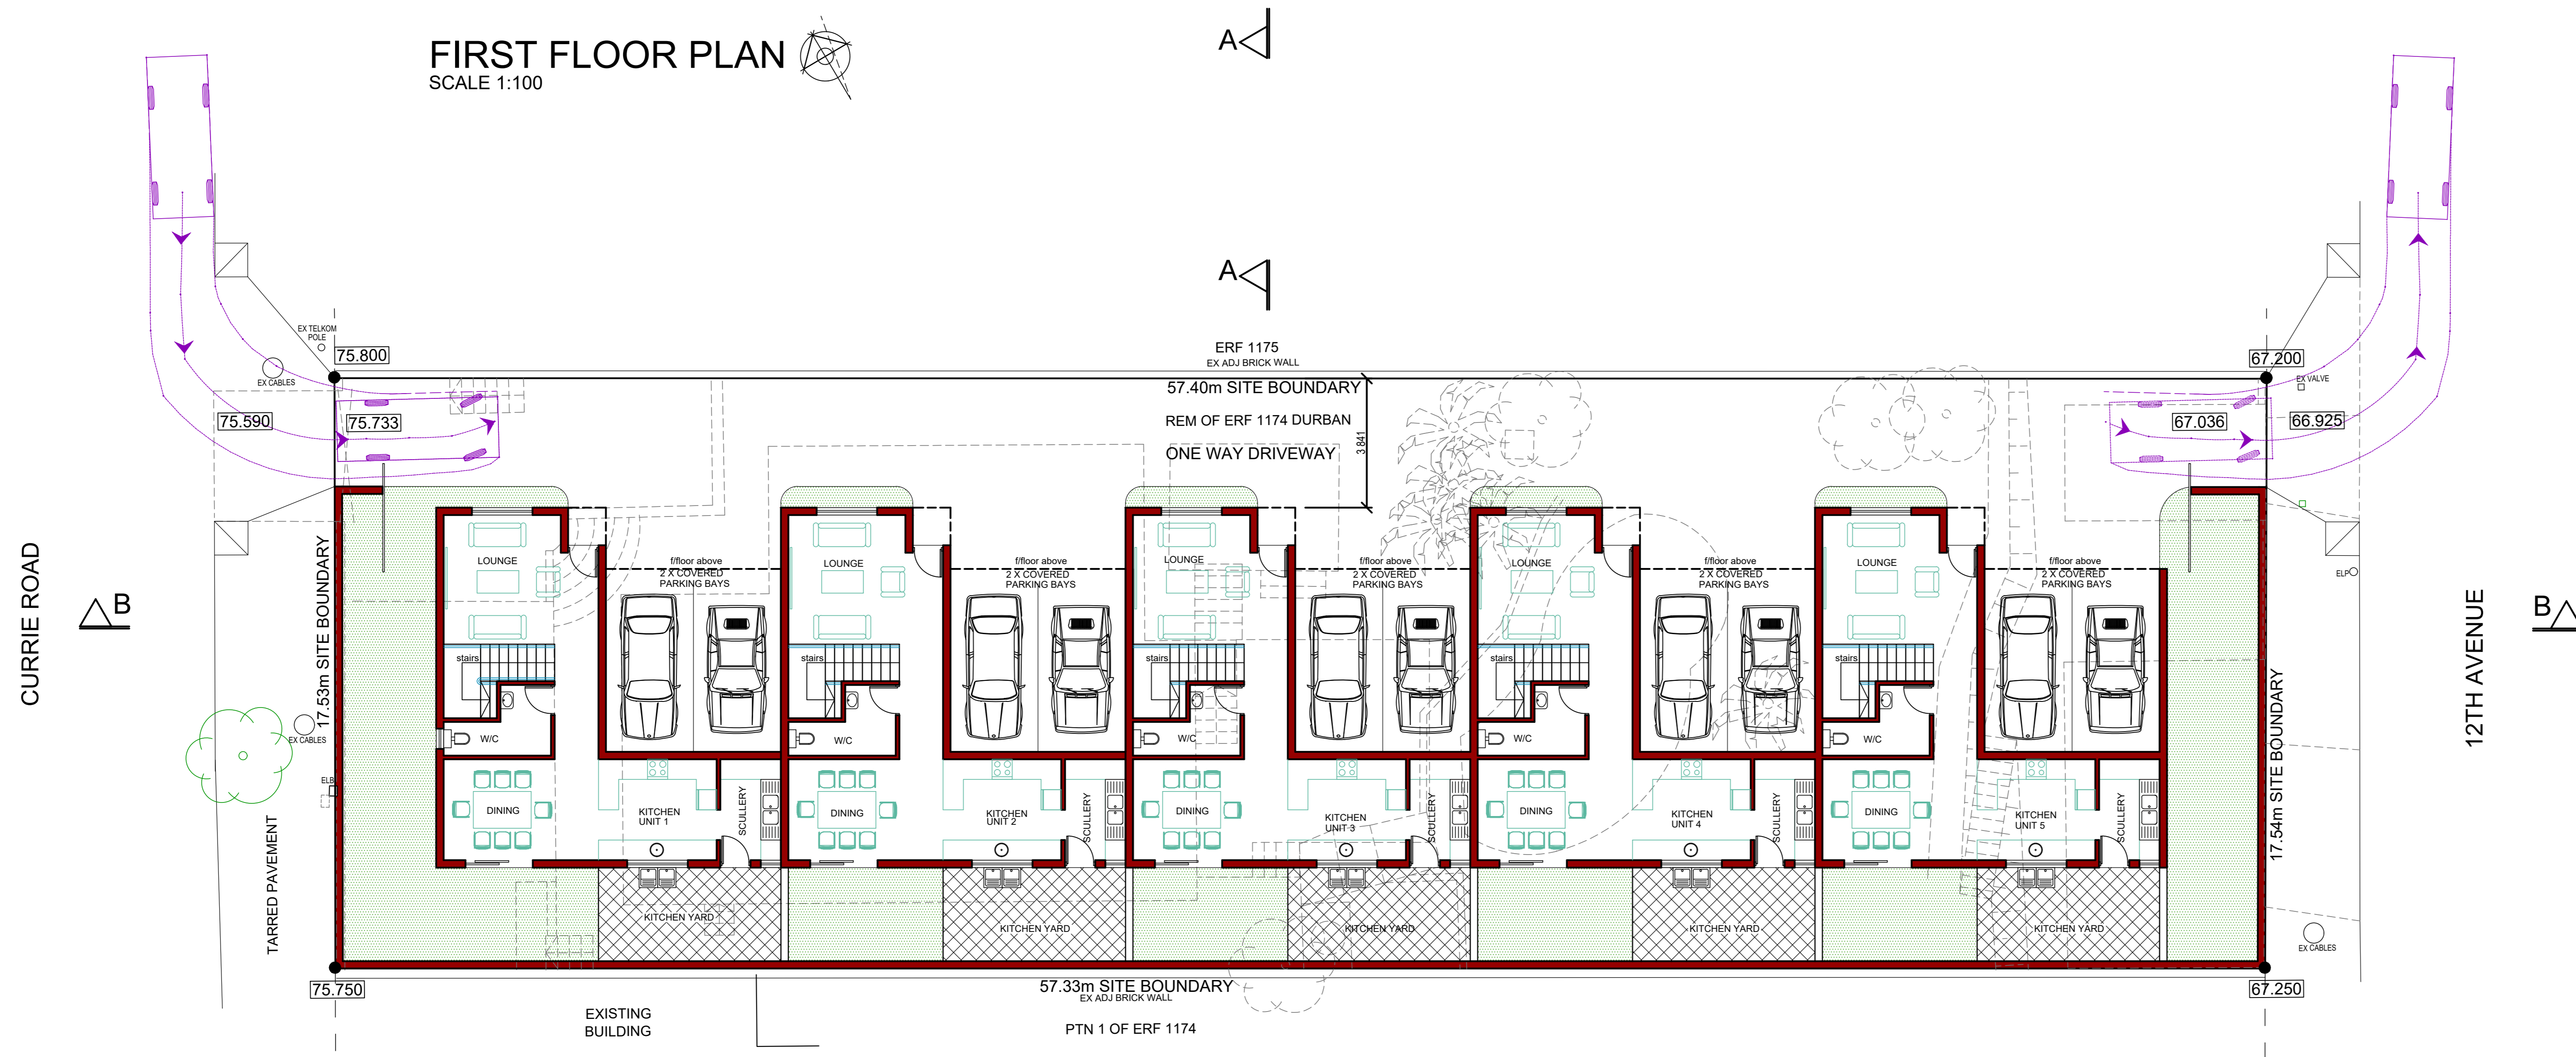 FIRST FLOOR PLAN
SCALE 1:100
A
A
EX TELKOM
POLE
75.800
EX CABLES
75.590
75.733
ERF 1175
EX ADJ BRICK WALL
57.40m SITE BOUNDARY
REM OF ERF 1174 DURBAN
ONE WAY DRIVEWAY
3 841
67.200
EX VALVE
67.036
66.925
CURRIE ROAD
B
17.53m SITE BOUNDARY
EX CABLES
ELB
TARRED PAVEMENT
LOUNGE
f/floor above
2 X COVERED
PARKING BAYS
stairs
W/C
DINING
KITCHEN
UNIT 1
SCULLERY
KITCHEN YARD
LOUNGE
f/floor above
2 X COVERED
PARKING BAYS
stairs
W/C
DINING
KITCHEN
UNIT 2
SCULLERY
KITCHEN YARD
LOUNGE
f/floor above
2 X COVERED
PARKING BAYS
stairs
W/C
DINING
KITCHEN
UNIT 3
SCULLERY
KITCHEN YARD
LOUNGE
f/floor above
2 X COVERED
PARKING BAYS
stairs
W/C
DINING
KITCHEN
UNIT 4
SCULLERY
KITCHEN YARD
LOUNGE
f/floor above
2 X COVERED
PARKING BAYS
stairs
W/C
DINING
KITCHEN
UNIT 5
SCULLERY
KITCHEN YARD
17.54m SITE BOUNDARY
ELP
12TH AVENUE
B
EX CABLES
75.750
57.33m SITE BOUNDARY
EX ADJ BRICK WALL
67.250
EXISTING
BUILDING
PTN 1 OF ERF 1174